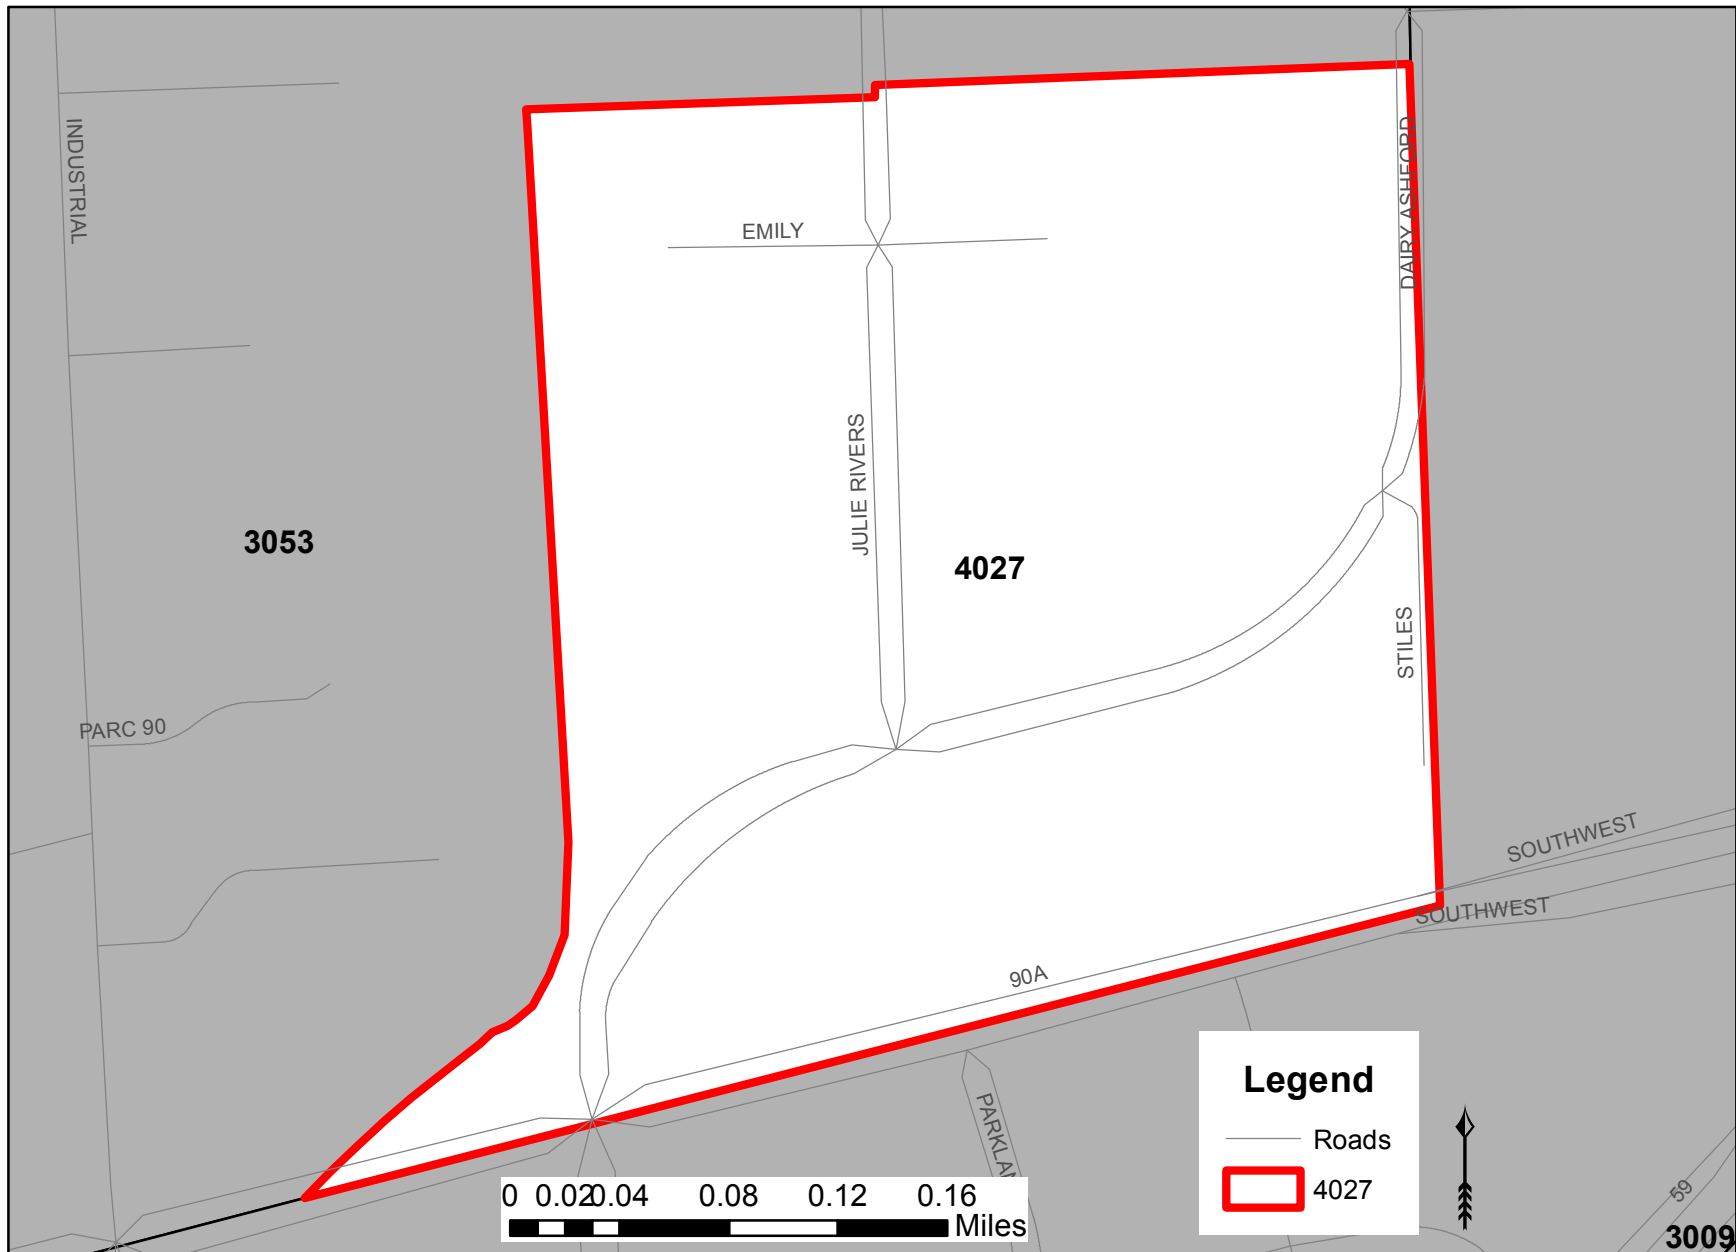 INDUSTRIAL
DAIRY ASHFORD
EMILY
JULIE RIVERS
3053
4027
STILES
PARC 90
SOUTHWEST
SOUTHWEST
90A
Legend
Roads
4027
PARKLAN
59
3009
0 0.02 0.04 0.08 0.12 0.16
Miles